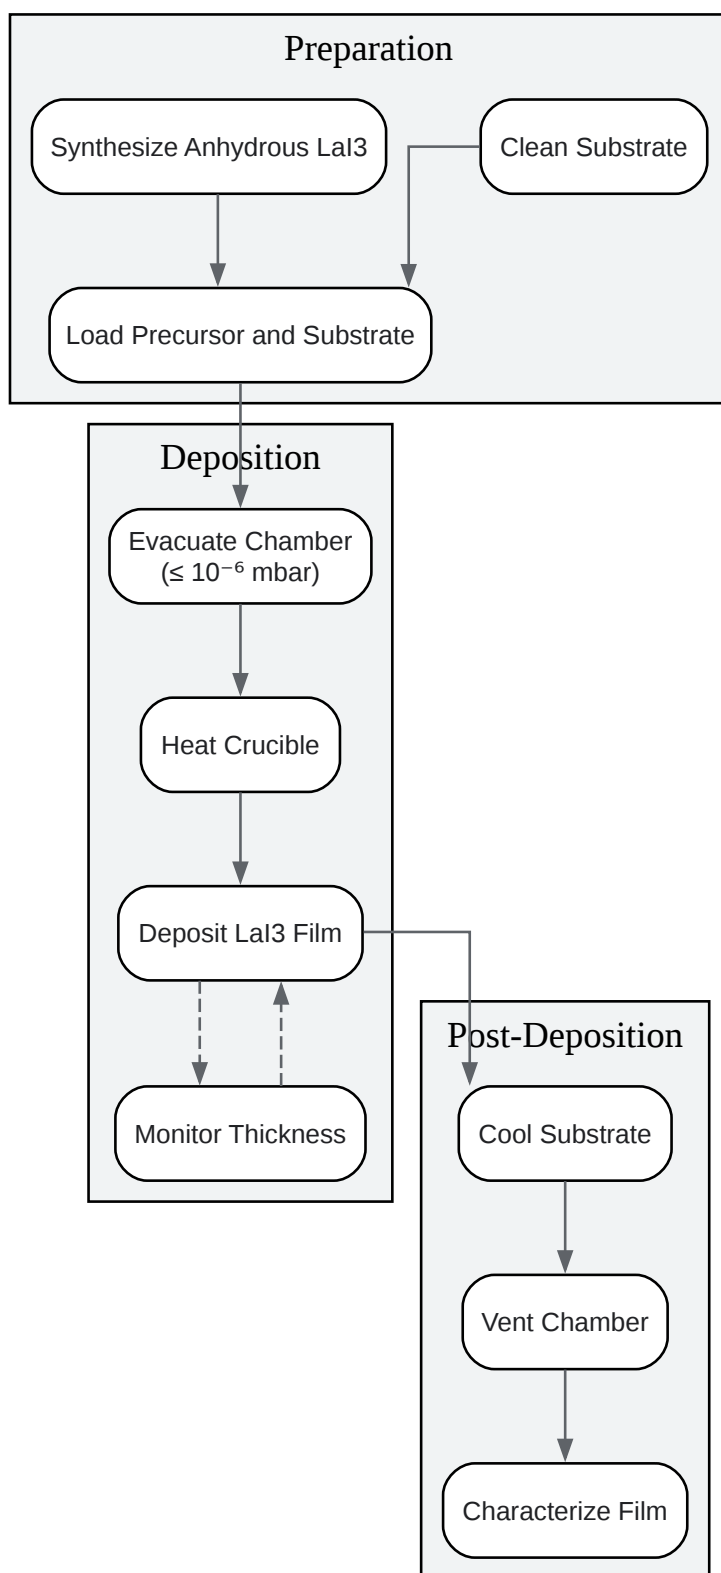 Preparation
Synthesize Anhydrous LaI3
Clean Substrate
Load Precursor and Substrate
Deposition
Evacuate Chamber
(≤ 10⁻⁶ mbar)
Heat Crucible
Deposit LaI3 Film
Monitor Thickness
Post-Deposition
Cool Substrate
Vent Chamber
Characterize Film